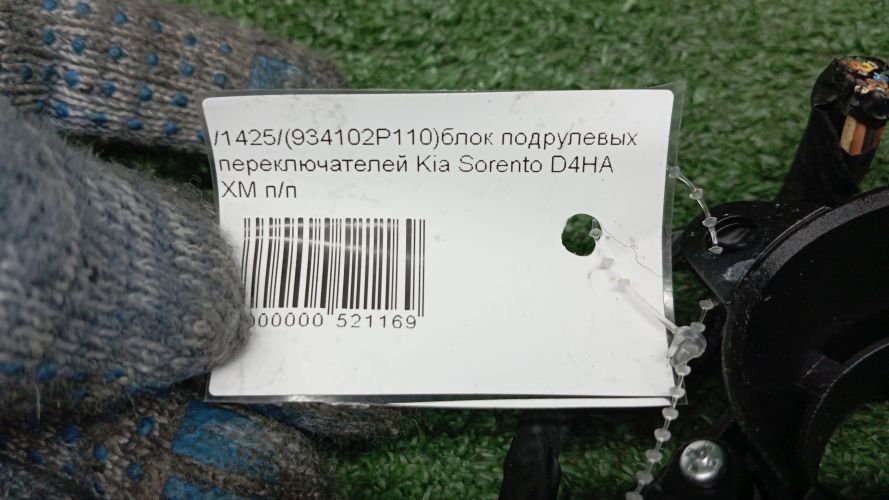 /1425/(934102P110)блок подрулевых
переключателей Kia Sorento D4HA
XM п/п
000000 521169